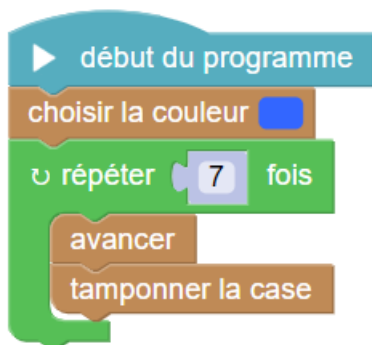 début du programme
choisir la couleur
répéter 7 fois
avancer
tamponner la case